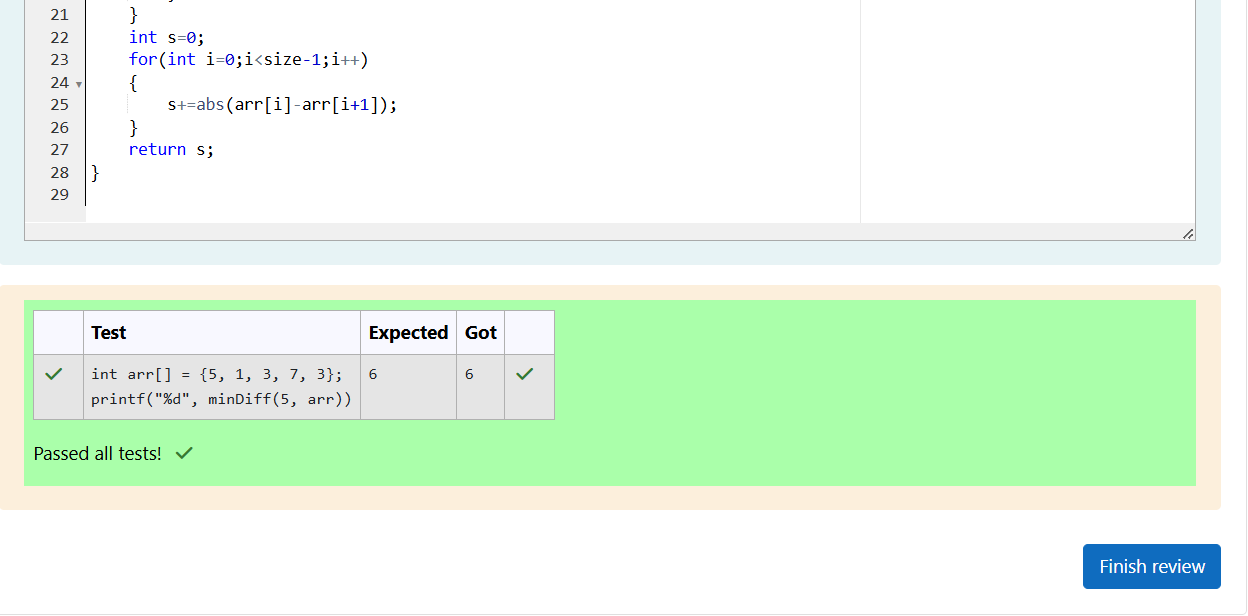 21 }
22 int s=0;
23 for(int i=0;i<size-1;i++)
24 {
25 s+=abs(arr[i]-arr[i+1]);
26 }
27 return s;
28 }
29
Test Expected Got
int arr[] = {5, 1, 3, 7, 3}; 6 6
printf("%d", minDiff(5, arr))
Passed all tests!
Finish review